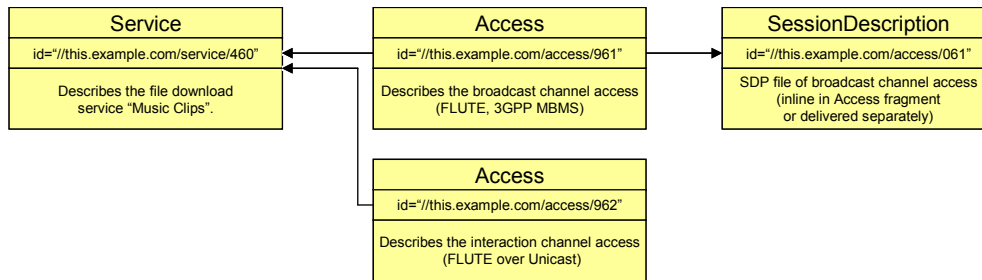 Service
id=“//this.example.com/service/460”
Describes the file download
service “Music Clips”.
Access
id=“//this.example.com/access/961”
Describes the broadcast channel access
(FLUTE, 3GPP MBMS)
SessionDescription
id=“//this.example.com/access/061”
SDP file of broadcast channel access
(inline in Access fragment
or delivered separately)
Access
id=“//this.example.com/access/962”
Describes the interaction channel access
(FLUTE over Unicast)